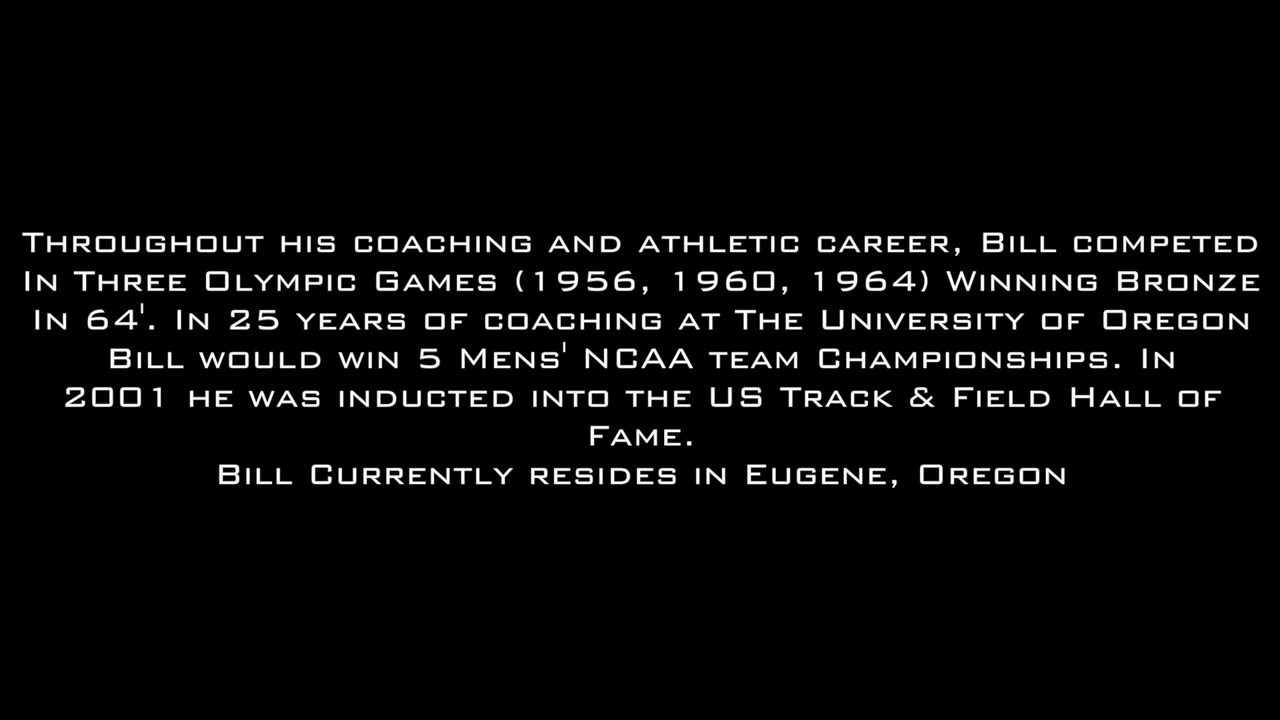 Throughout his coaching and athletic career, Bill competed
In Three Olympic Games (1956, 1960, 1964) Winning Bronze
In 64'. In 25 years of coaching at The University of Oregon
Bill would win 5 Mens' NCAA team Championships. In
2001 he was inducted into the US Track & Field Hall of
Fame.
Bill Currently resides in Eugene, Oregon